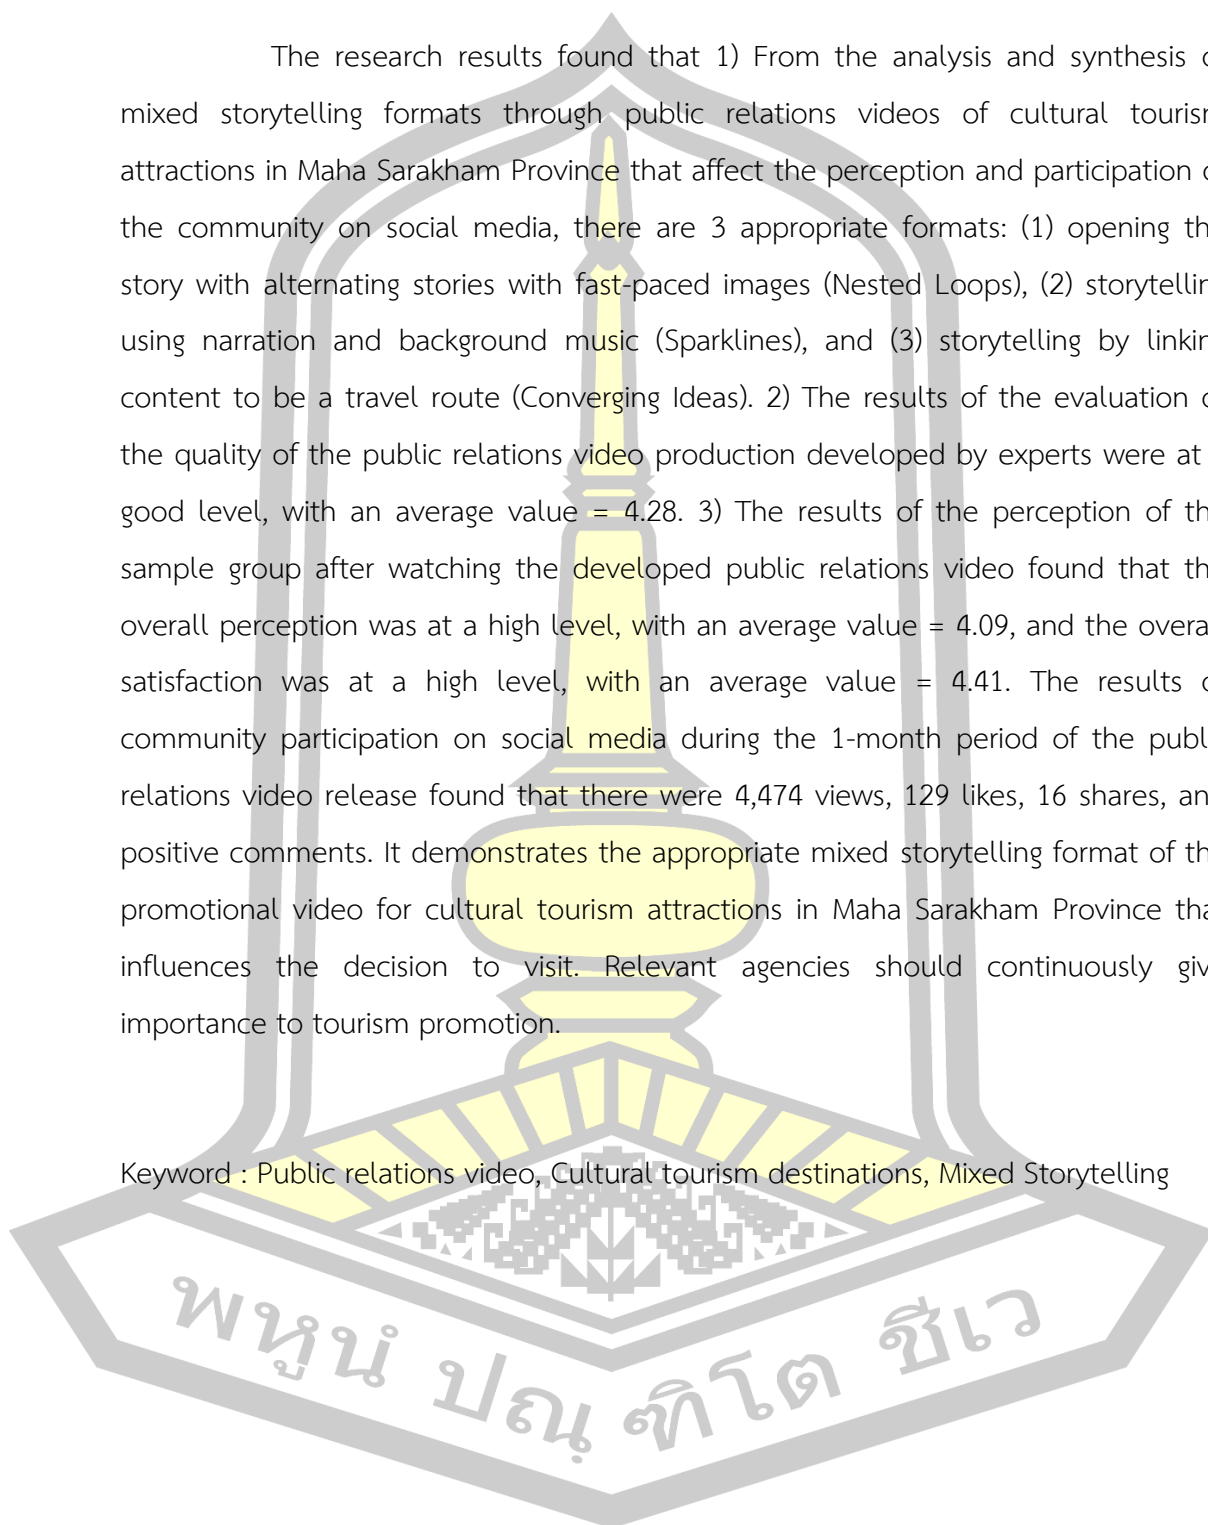 The research results found that 1) From the analysis and synthesis o
mixed storytelling formats through public relations videos of cultural tourism
attractions in Maha Sarakham Province that affect the perception and participation o
the community on social media, there are 3 appropriate formats: (1) opening th
story with alternating stories with fast-paced images (Nested Loops), (2) storytellin
using narration and background music (Sparklines), and (3) storytelling by linkin
content to be a travel route (Converging Ideas). 2) The results of the evaluation o
the quality of the public relations video production developed by experts were at
good level, with an average value = 4.28. 3) The results of the perception of th
sample group after watching the developed public relations video found that th
overall perception was at a high level, with an average value = 4.09, and the overa
satisfaction was at a high level, with an average value = 4.41. The results o
community participation on social media during the 1-month period of the publ
relations video release found that there were 4,474 views, 129 likes, 16 shares, an
positive comments. It demonstrates the appropriate mixed storytelling format of th
promotional video for cultural tourism attractions in Maha Sarakham Province tha
influences the decision to visit. Relevant agencies should continuously giv
importance to tourism promotion.
Keyword : Public relations video, Cultural tourism destinations, Mixed Storytelling
พหูนํ ปณฺฑิโต ชีเว